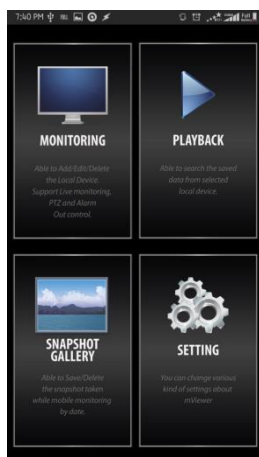 7:40 PM
MONITORING
Able to Add/Edit/Delete
the Local Device.
Support Live monitoring,
PTZ and Alarm
Out control.
PLAYBACK
Able to search the saved
data from selected
local device.
SNAPSHOT
GALLERY
Able to Save/Delete
the snapshot taken
while mobile monitoring
by date.
SETTING
You can change various
kind of settings about
mViewer